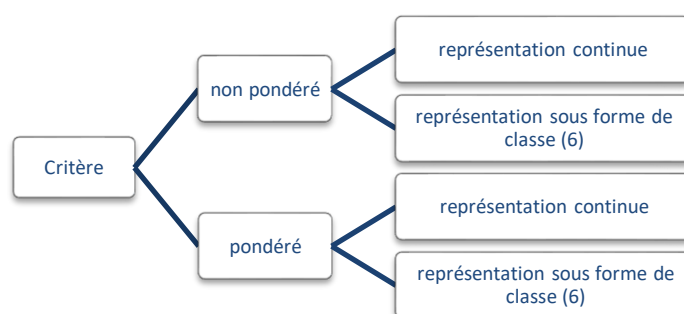 Critère
non pondéré
représentation continue
représentation sous forme de
classe (6)
pondéré
représentation continue
représentation sous forme de
classe (6)